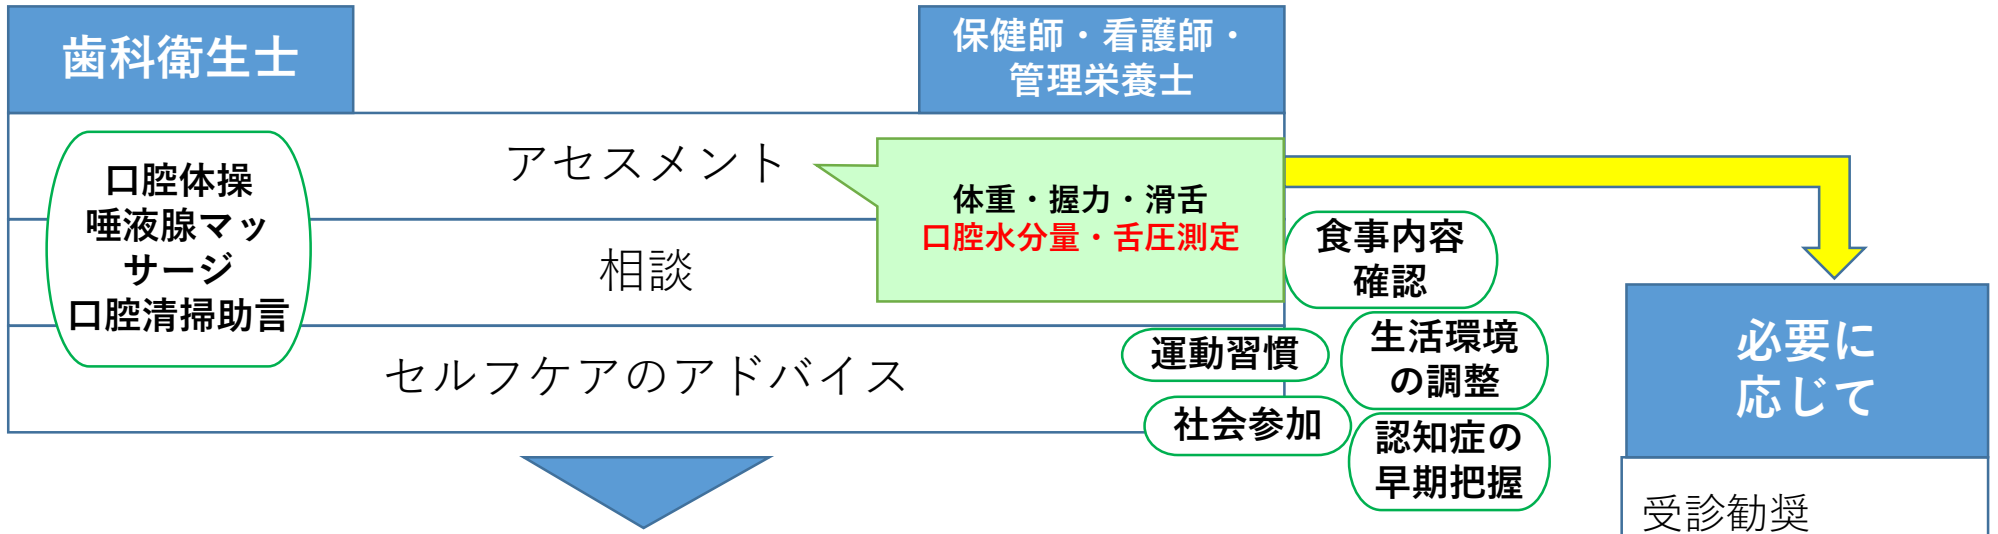 歯科衛生士
保健師・看護師・
管理栄養士
アセスメント
口腔体操
唾液腺マッ
サージ
口腔清掃助言
体重・握力・滑舌
口腔水分量・舌圧測定
相談
食事内容
確認
セルフケアのアドバイス
運動習慣
生活環境
の調整
社会参加
認知症の
早期把握
必要に
応じて
受診勧奨